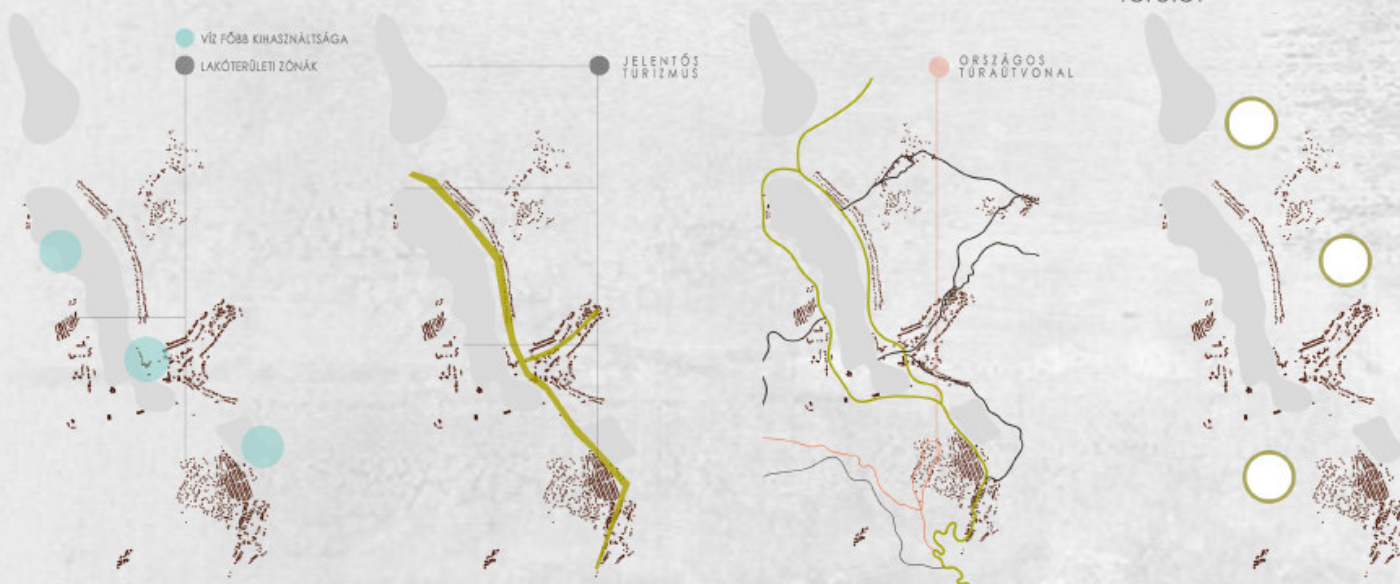 VÍZ FŐBB KIHASZNÁLTSÁGA
LAKÓTERÜLETI ZÓNÁK
JELENTŐS
TURIZMUS
ORSZÁGOS
TÚRAÚTVONAL